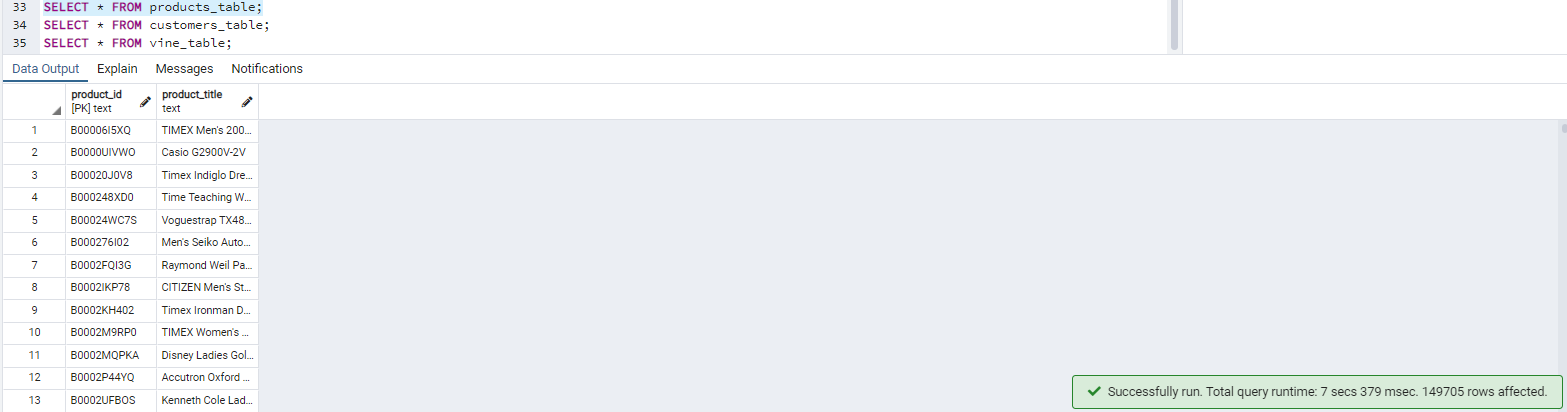 33 SELECT * FROM products_table;
34 SELECT * FROM customers_table;
35 SELECT * FROM vine_table;
Data Output Explain Messages Notifications
product_id product_title
[PK] text text
1 B00006I5XQ TIMEX Men's 200...
2 B0000UIVWO Casio G2900V-2V
3 B00020J0V8 Timex Indiglo Dre...
4 B000248XD0 Time Teaching W...
5 B00024WC7S Voguestrap TX48...
6 B000276I02 Men's Seiko Auto...
7 B0002FQI3G Raymond Weil Pa...
8 B0002IKP78 CITIZEN Men's St...
9 B0002KH402 Timex Ironman D...
10 B0002M9RP0 TIMEX Women's ...
11 B0002MQPKA Disney Ladies Gol...
12 B0002P44YQ Accutron Oxford ...
13 B0002UFBOS Kenneth Cole Lad...
Successfully run. Total query runtime: 7 secs 379 msec. 149705 rows affected.